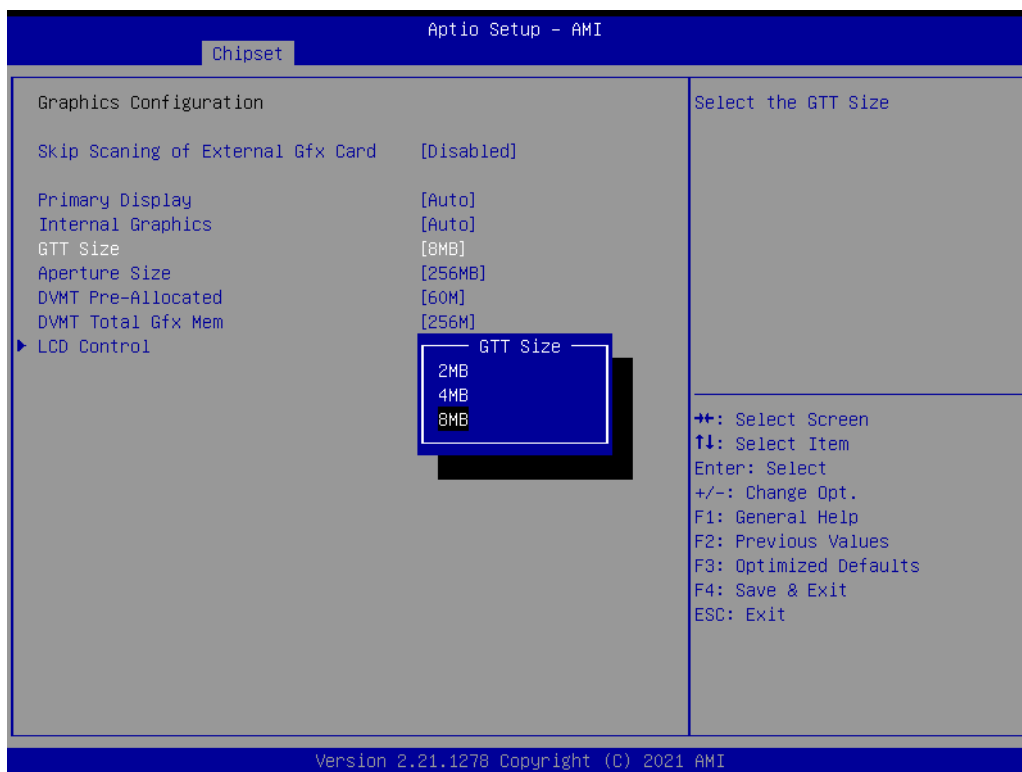 Aptio Setup – AMI
Chipset
Graphics Configuration
Skip Scaning of External Gfx Card [Disabled]
Primary Display [Auto]
Internal Graphics [Auto]
GTT Size [8MB]
Aperture Size [256MB]
DVMT Pre-Allocated [60M]
DVMT Total Gfx Mem [256M]
LCD Control
GTT Size
2MB
4MB
8MB
Select the GTT Size
→←: Select Screen
↑↓: Select Item
Enter: Select
+/-: Change Opt.
F1: General Help
F2: Previous Values
F3: Optimized Defaults
F4: Save & Exit
ESC: Exit
Version 2.21.1278 Copyright (C) 2021 AMI